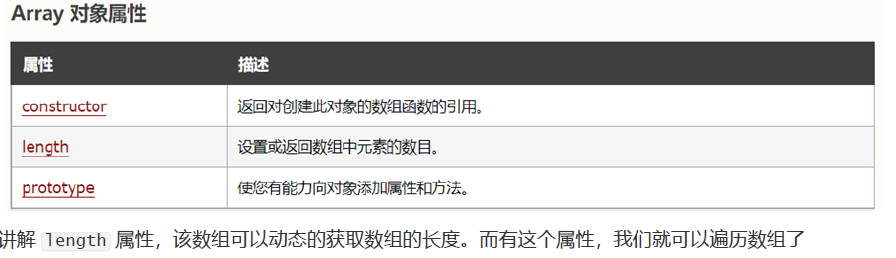 Array 对象属性
属性 描述
constructor 返回对创建此对象的数组函数的引用。
length 设置或返回数组中元素的数目。
prototype 使您有能力向对象添加属性和方法。
讲解 length 属性，该数组可以动态的获取数组的长度。而有这个属性，我们就可以遍历数组了